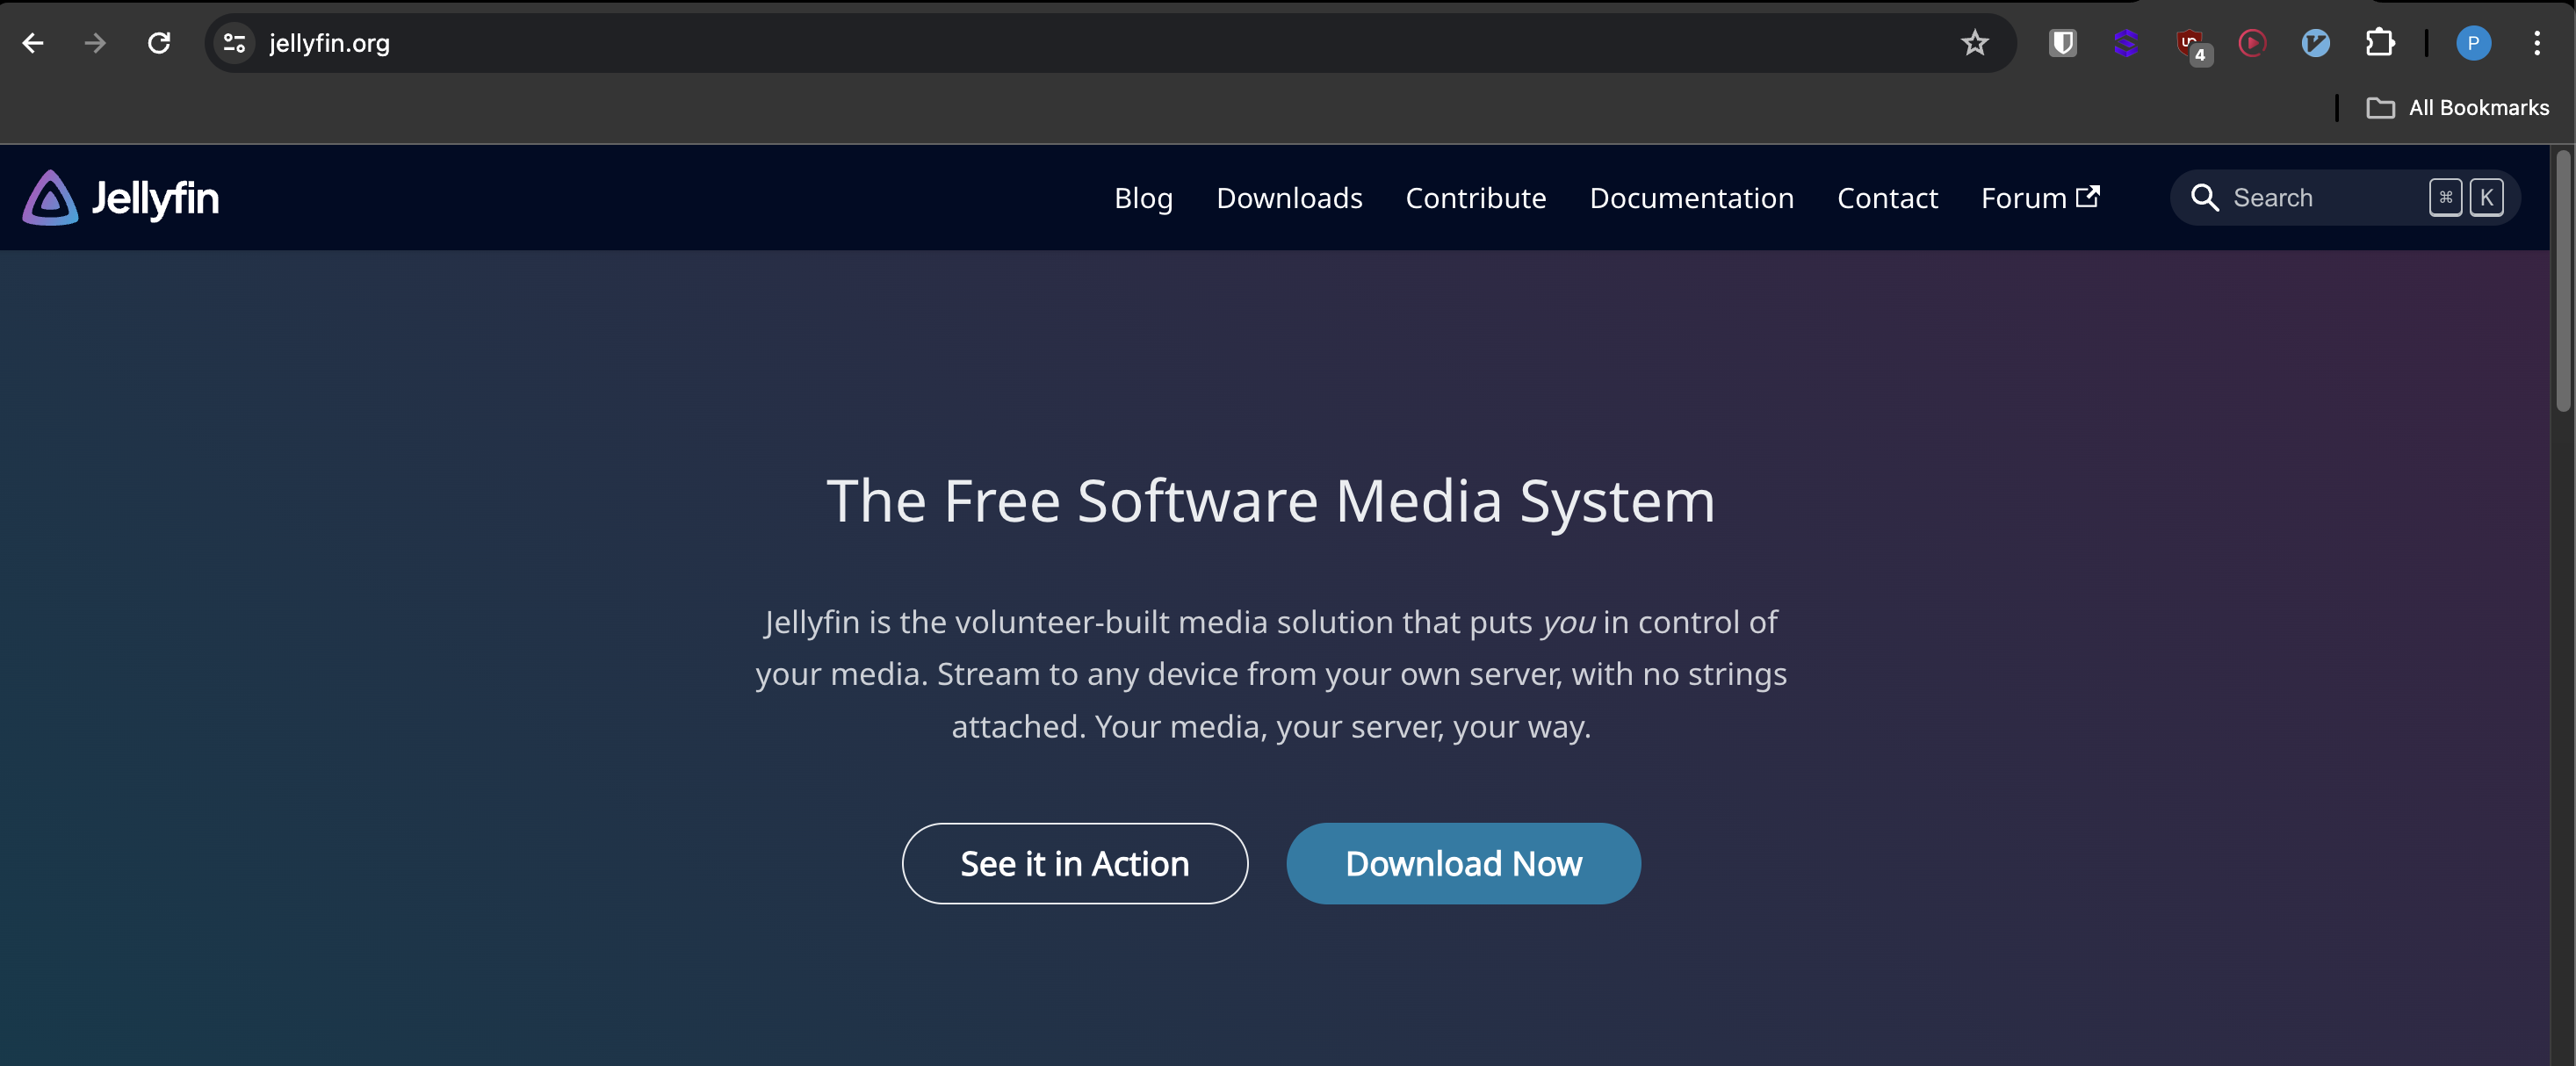 jellyfin.org
4
P
All Bookmarks
Jellyfin
Blog Downloads Contribute Documentation Contact Forum Search ⌘ K
The Free Software Media System
Jellyfin is the volunteer-built media solution that puts you in control of
your media. Stream to any device from your own server, with no strings
attached. Your media, your server, your way.
See it in Action Download Now